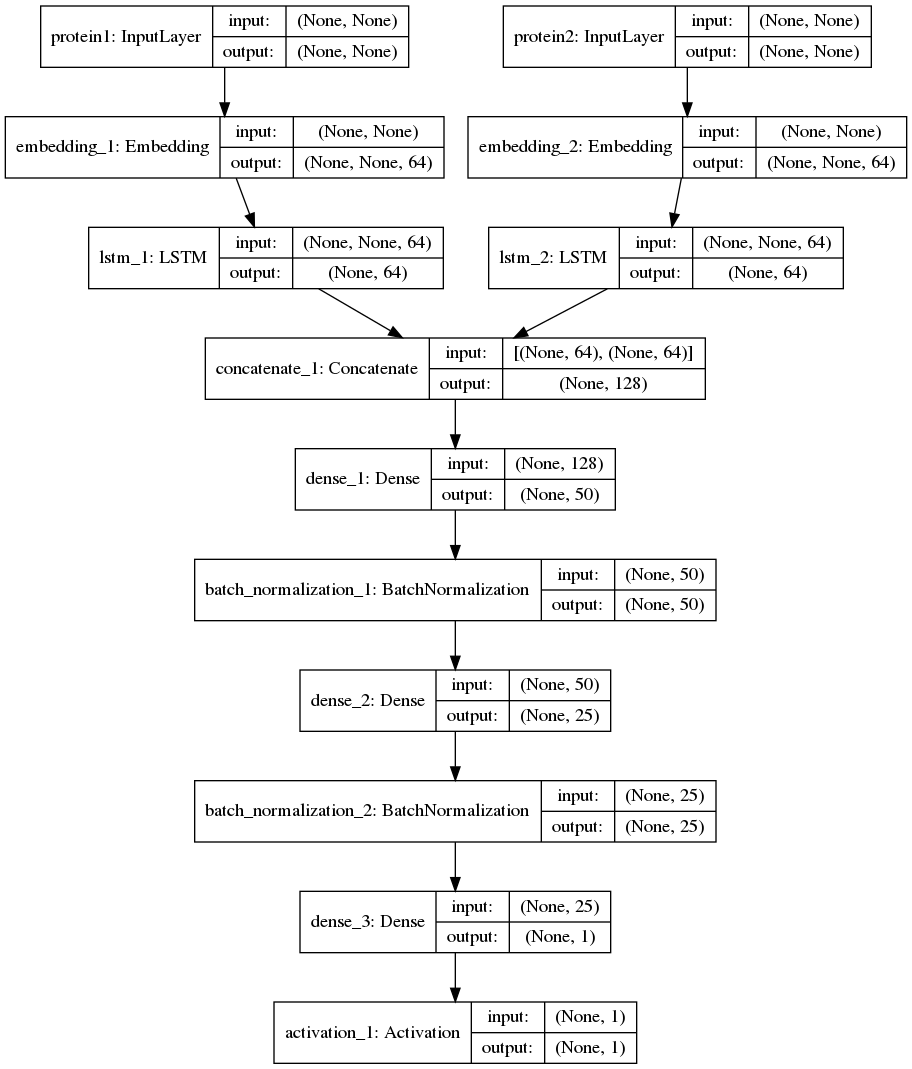 protein1: InputLayer
input: (None, None)
output: (None, None)
protein2: InputLayer
input: (None, None)
output: (None, None)
embedding_1: Embedding
input: (None, None)
output: (None, None, 64)
embedding_2: Embedding
input: (None, None)
output: (None, None, 64)
lstm_1: LSTM
input: (None, None, 64)
output: (None, 64)
lstm_2: LSTM
input: (None, None, 64)
output: (None, 64)
concatenate_1: Concatenate
input: [(None, 64), (None, 64)]
output: (None, 128)
dense_1: Dense
input: (None, 128)
output: (None, 50)
batch_normalization_1: BatchNormalization
input: (None, 50)
output: (None, 50)
dense_2: Dense
input: (None, 50)
output: (None, 25)
batch_normalization_2: BatchNormalization
input: (None, 25)
output: (None, 25)
dense_3: Dense
input: (None, 25)
output: (None, 1)
activation_1: Activation
input: (None, 1)
output: (None, 1)